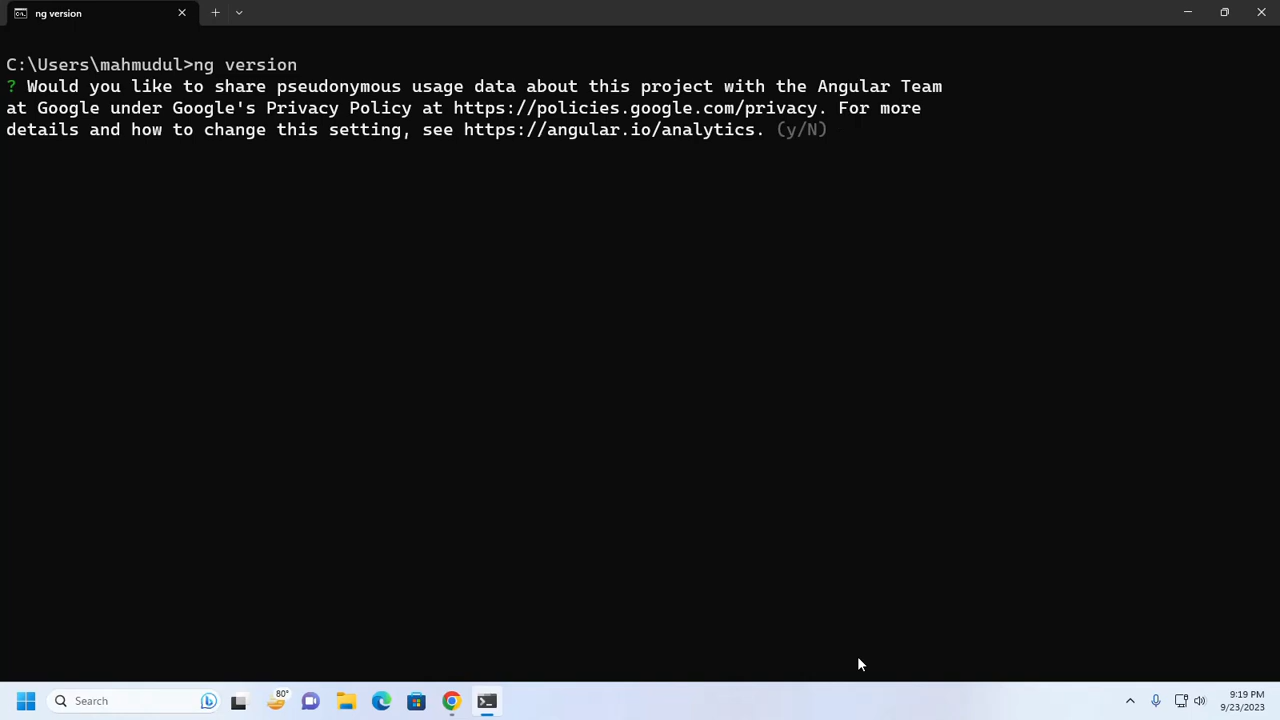 ng version
C:\Users\mahmudul>ng version
? Would you like to share pseudonymous usage data about this project with the Angular Team
at Google under Google's Privacy Policy at https://policies.google.com/privacy. For more
details and how to change this setting, see https://angular.io/analytics. (y/N)
Search
80°
9:19 PM
9/23/2023